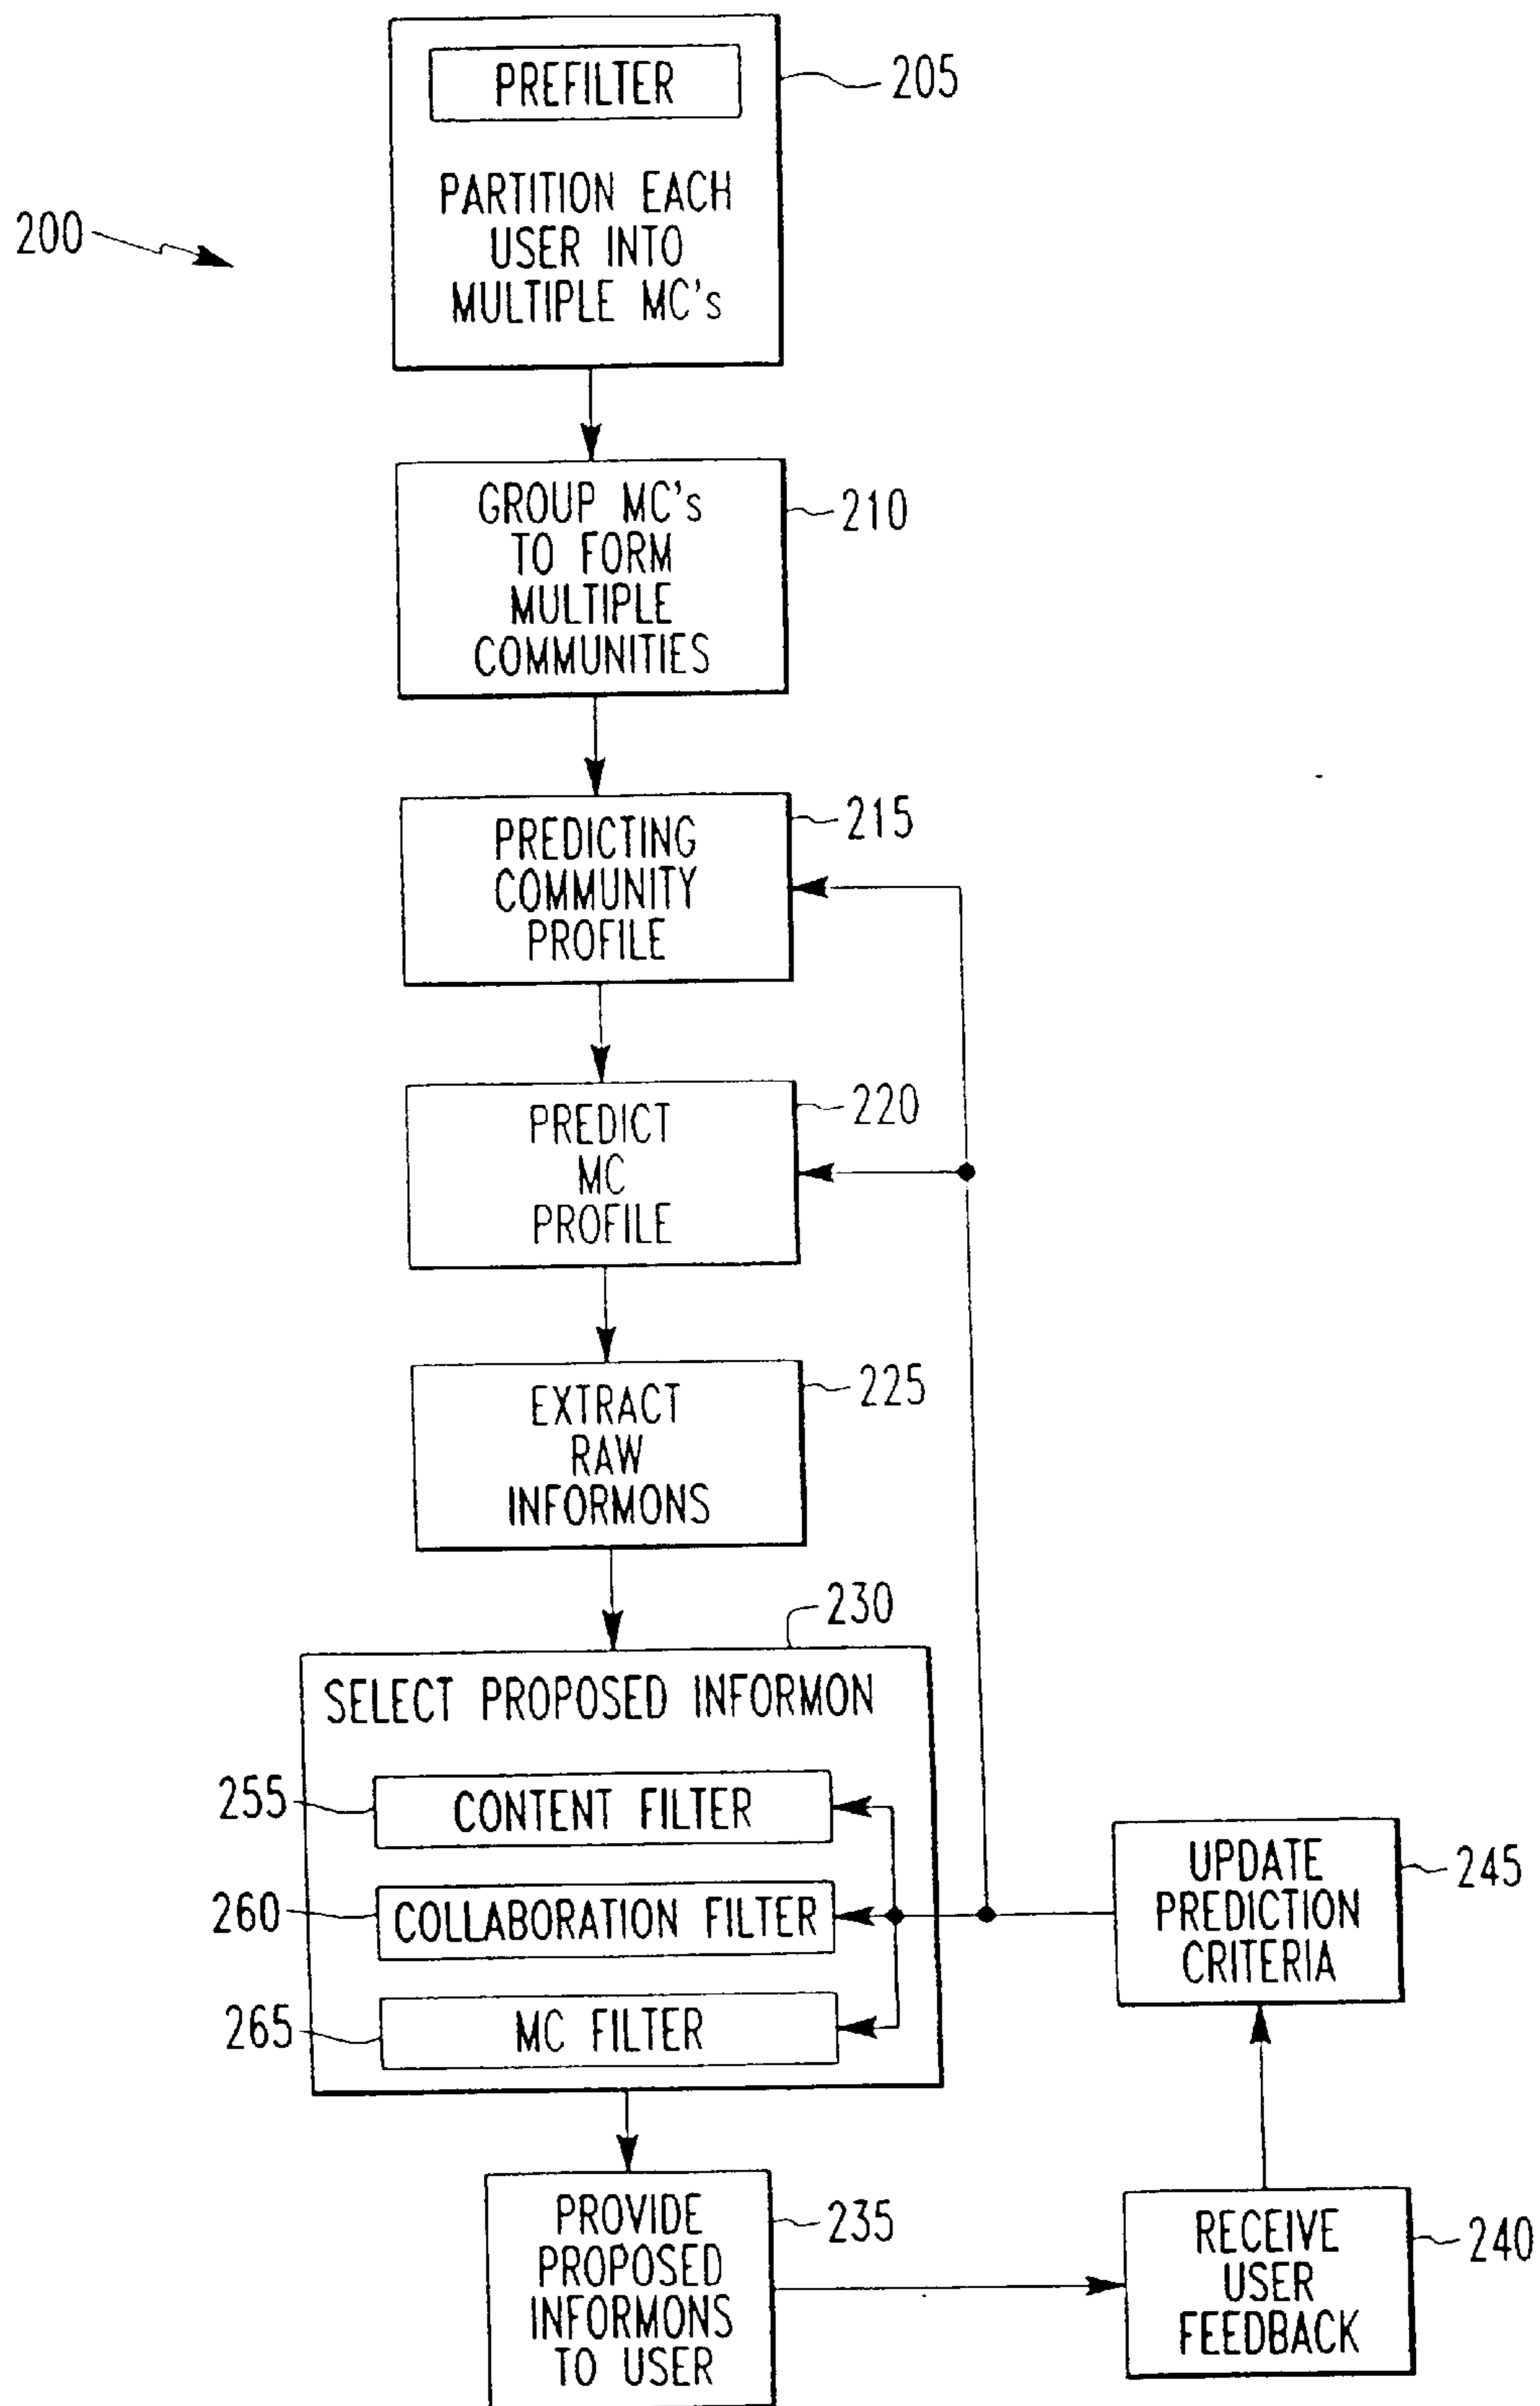 PREFILTER
205
PARTITION EACH
USER INTO
MULTIPLE MC's
200
GROUP MC's
TO FORM
MULTIPLE
COMMUNITIES
210
PREDICTING
COMMUNITY
PROFILE
215
PREDICT
MC
PROFILE
220
EXTRACT
RAW
INFORMONS
225
230
SELECT PROPOSED INFORMON
255
CONTENT FILTER
260
COLLABORATION FILTER
265
MC FILTER
UPDATE
PREDICTION
CRITERIA
245
PROVIDE
PROPOSED
INFORMONS
TO USER
235
RECEIVE
USER
FEEDBACK
240